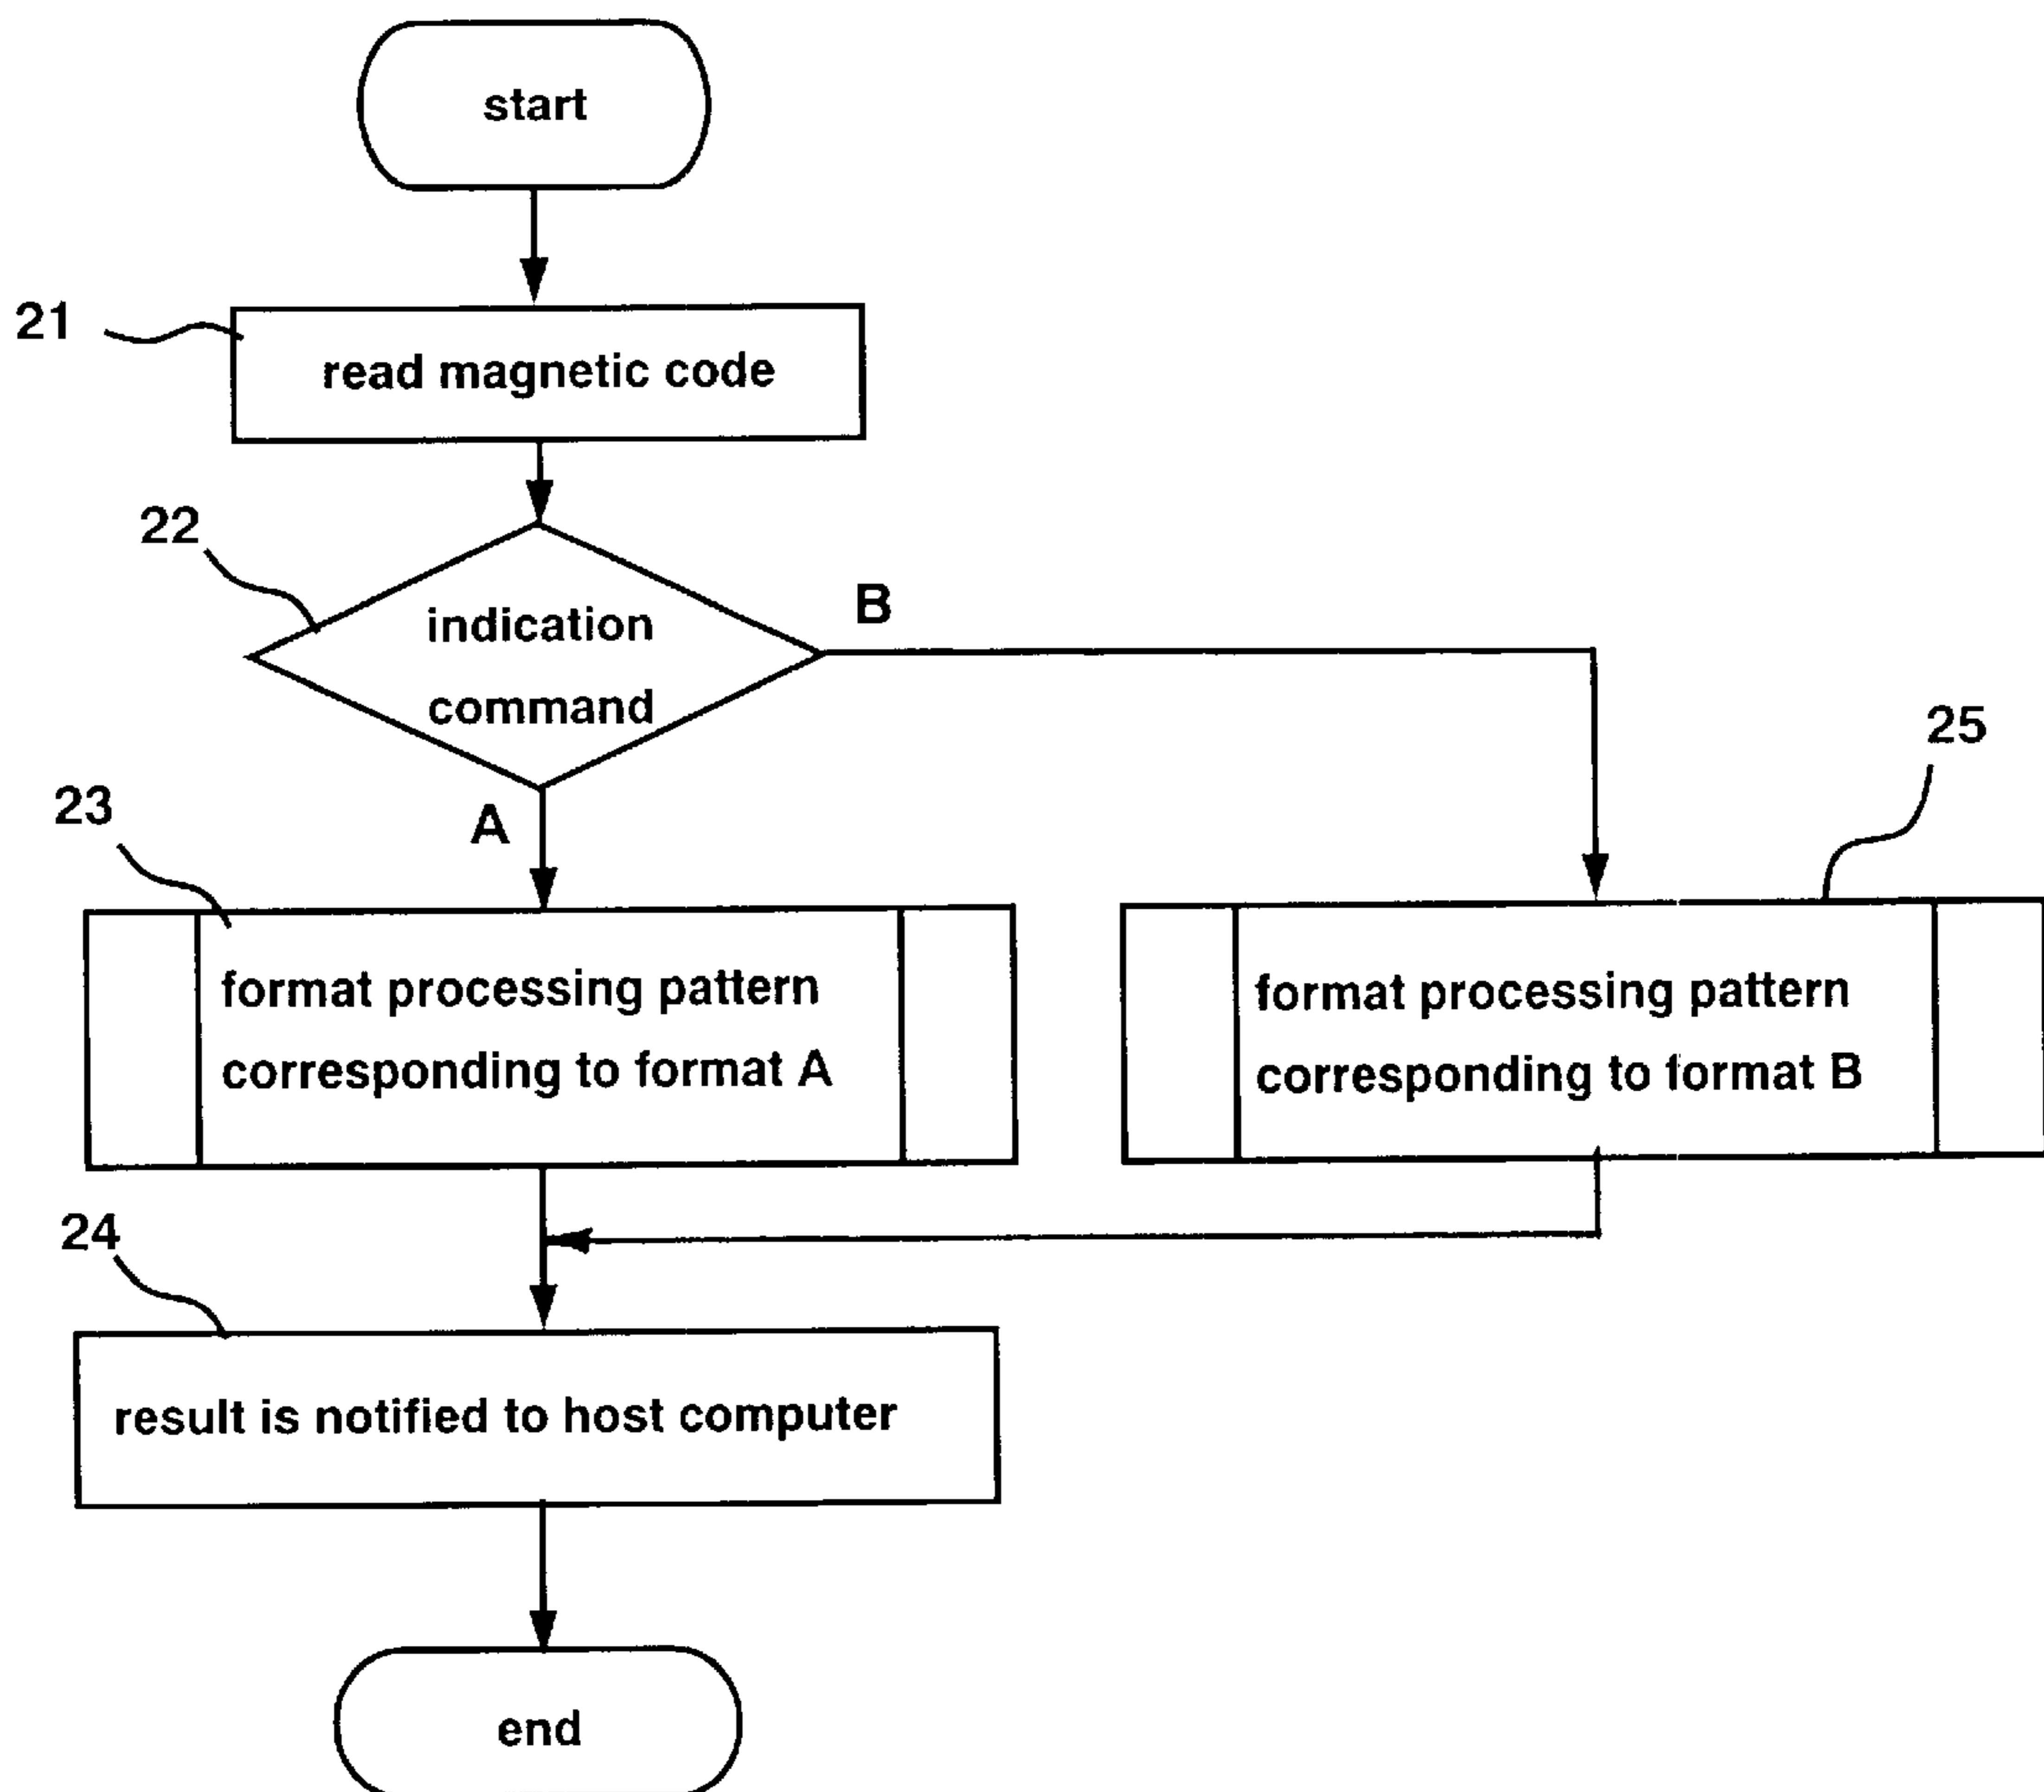 start
21
read magnetic code
22
indication
command
B
A
23
format processing pattern
corresponding to format A
25
format processing pattern
corresponding to format B
24
result is notified to host computer
end